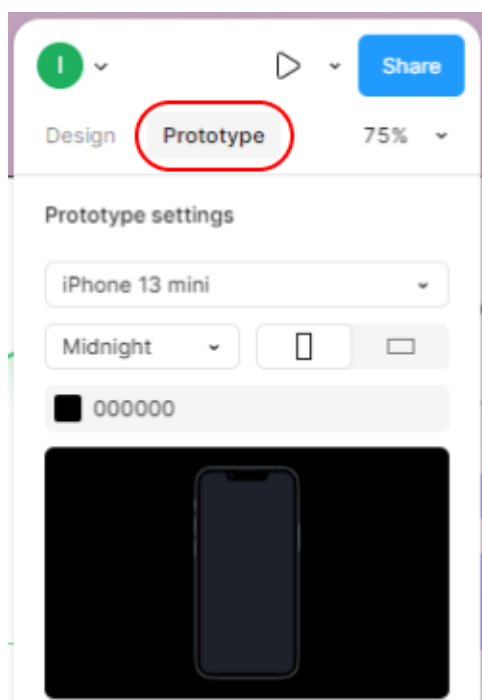 I
Share
Design Prototype 75%
Prototype settings
iPhone 13 mini
Midnight
000000